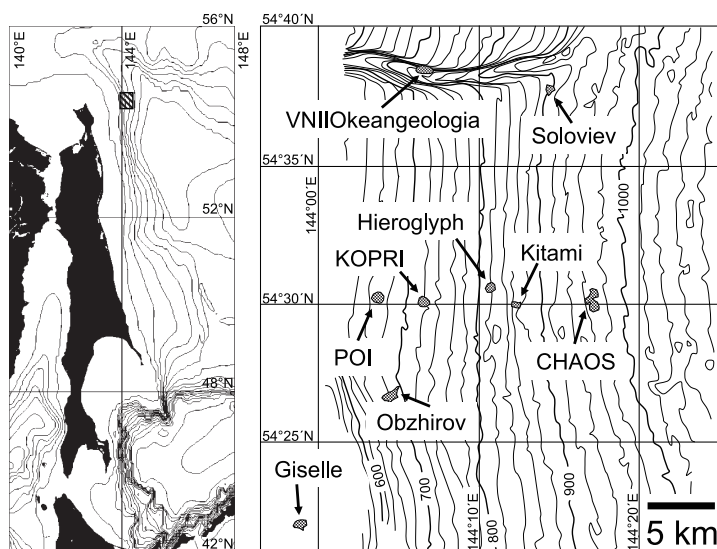 140°E
144°E
148°E
56°N
52°N
48°N
42°N
54°40'N
VNIIOkeangeologia
Soloviev
54°35'N
144°00'E
1000
Hieroglyph
KOPRI
Kitami
54°30'N
POI
CHAOS
Obzhirov
54°25'N
Giselle
600
700
144°10'E
800
900
144°20'E
5 km